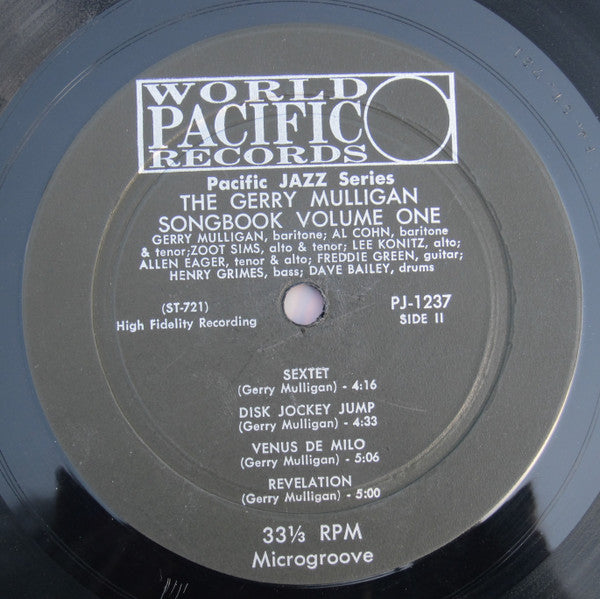 WORLD
PACIFIC
RECORDS
Pacific JAZZ Series
THE GERRY MULLIGAN
SONGBOOK VOLUME ONE
GERRY MULLIGAN, baritone; AL COHN, baritone
& tenor;ZOOT SIMS, alto & tenor; LEE KONITZ, alto;
ALLEN EAGER, tenor & alto; FREDDIE GREEN, guitar;
HENRY GRIMES, bass; DAVE BAILEY, drums
(ST-721) PJ-1237
High Fidelity Recording SIDE II
SEXTET
(Gerry Mulligan) - 4:16
DISK JOCKEY JUMP
(Gerry Mulligan) - 4:33
VENUS DE MILO
(Gerry Mulligan) - 5:06
REVELATION
(Gerry Mulligan) - 5:00
33⅓ RPM
Microgroove